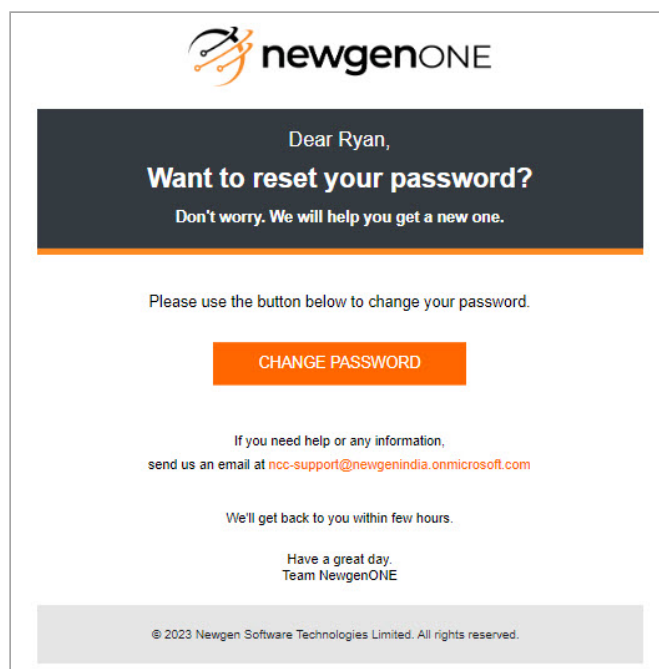 newgenONE
Dear Ryan,
Want to reset your password?
Don't worry. We will help you get a new one.
Please use the button below to change your password.
CHANGE PASSWORD
If you need help or any information,
send us an email at ncc-support@newgenindia.onmicrosoft.com
We'll get back to you within few hours.
Have a great day.
Team NewgenONE
© 2023 Newgen Software Technologies Limited. All rights reserved.